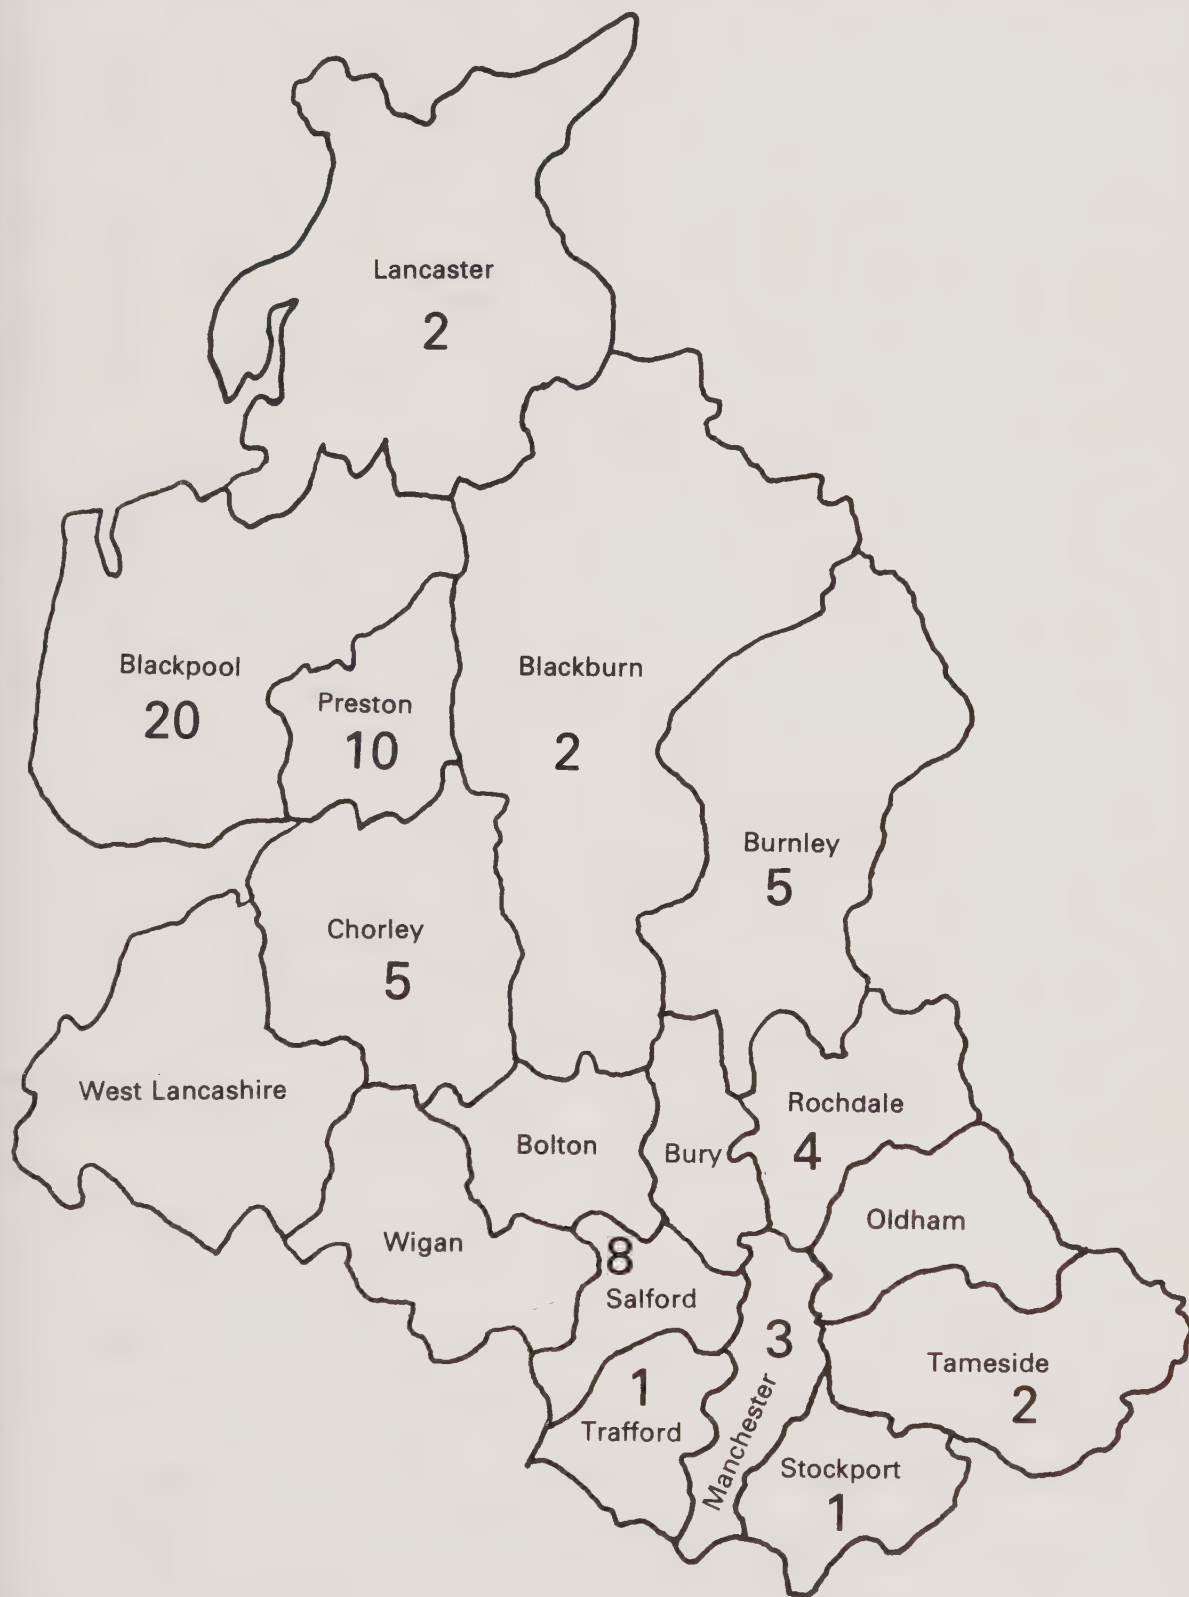 Lancaster
2
Blackpool
20
Preston
10
Blackburn
2
Burnley
5
Chorley
5
West Lancashire
Bolton
Bury
Rochdale
4
Oldham
Wigan
8
Salford
3
Manchester
1
Trafford
Tameside
2
Stockport
1